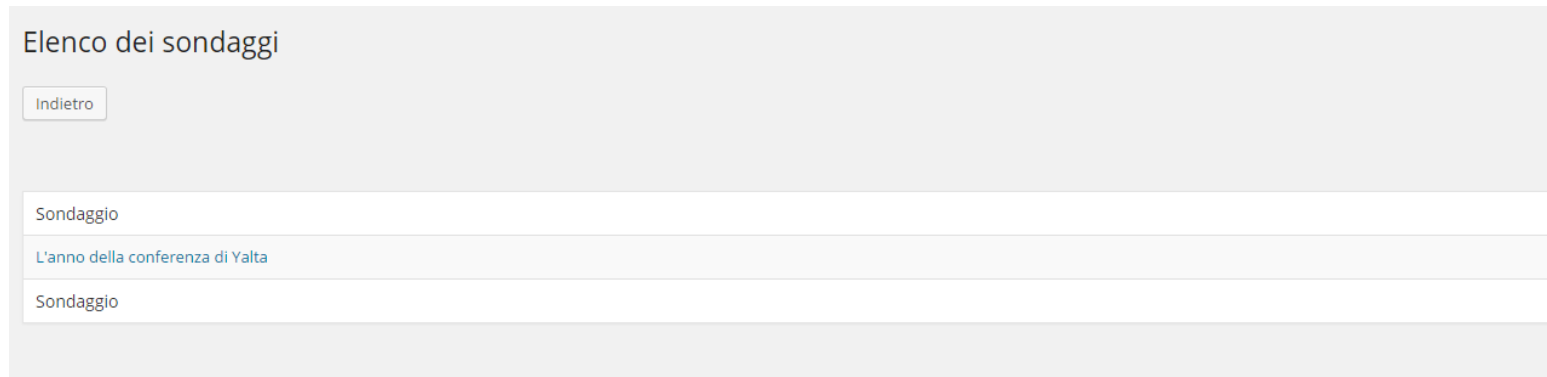 Elenco dei sondaggi
Indietro
Sondaggio
L'anno della conferenza di Yalta
Sondaggio